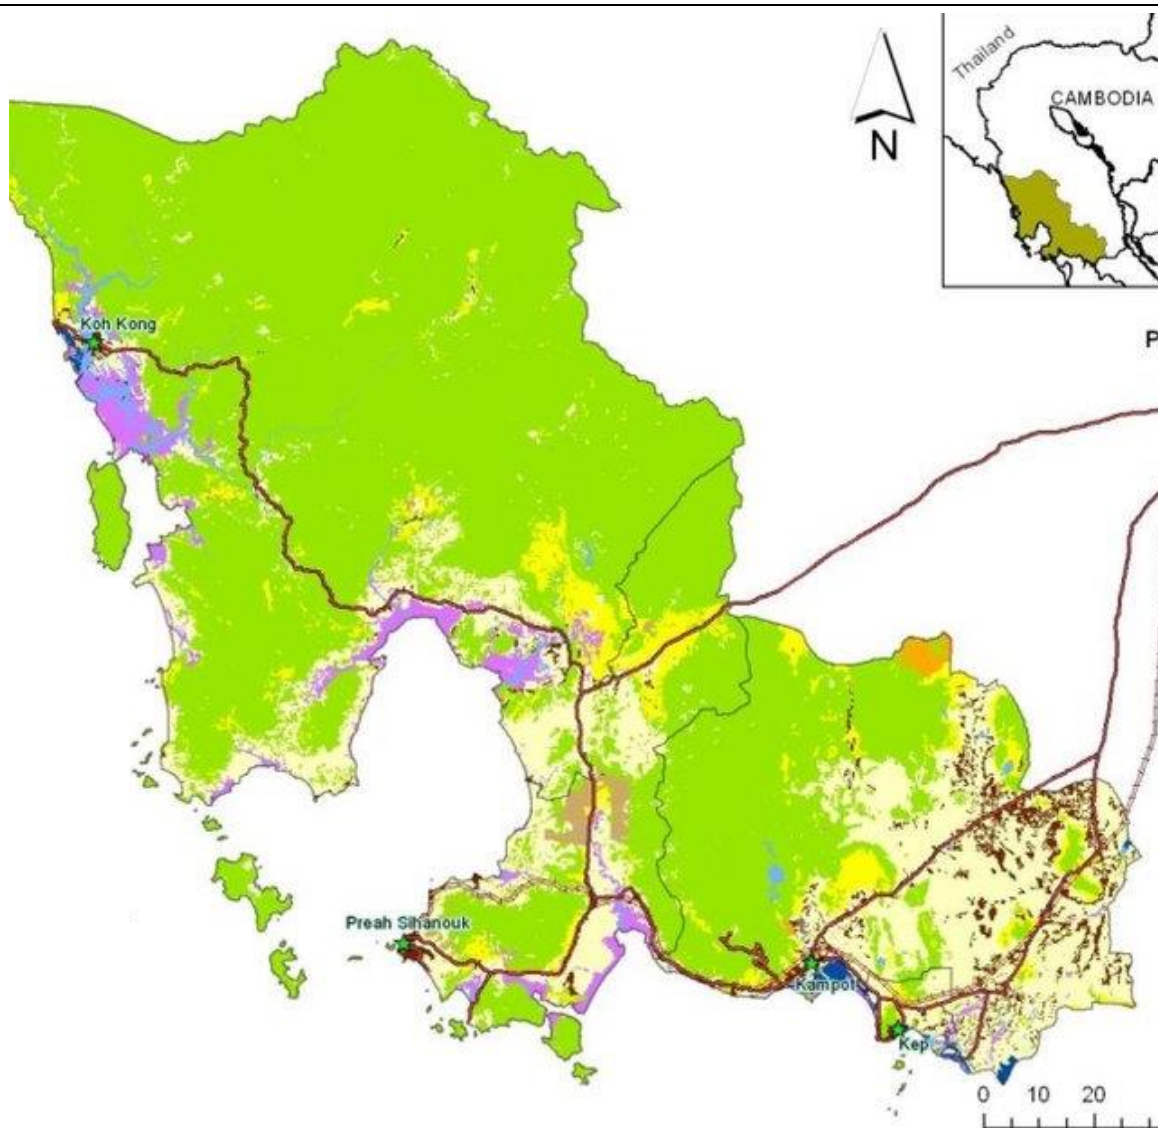 Thailand
CAMBODIA
N
P
Koh Kong
Preah Sihanouk
Kampot
Kep
0 10 20